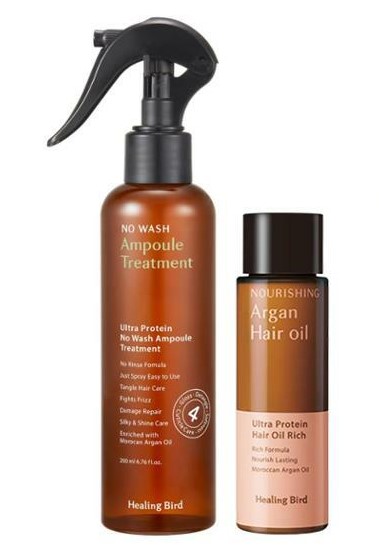 NO WASH
Ampoule
Treatment
Ultra Protein
No Wash Ampoule
Treatment
No Rinse Formula
Just Spray Easy to Use
Tangle Hair Care
Fights Frizz
Damage Repair
Silky & Shine Care
Enriched with
Moroccan Argan Oil
200 ml 6.76 fl.oz.
4
Healing Bird
NOURISHING
Argan
Hair oil
Ultra Protein
Hair Oil Rich
Rich Formula
Nourish Lasting
Moroccan Argan Oil
Healing Bird